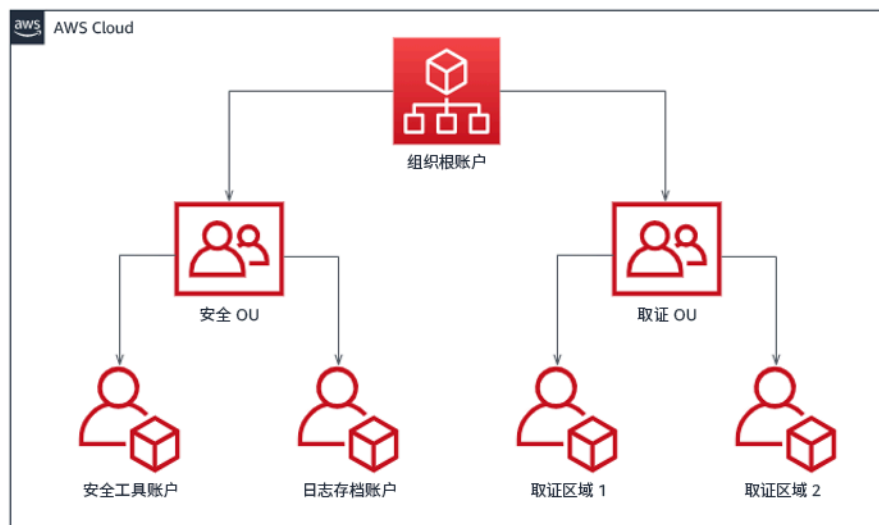 aws
AWS Cloud
组织根账户
安全 OU
取证 OU
安全工具账户
日志存档账户
取证区域 1
取证区域 2